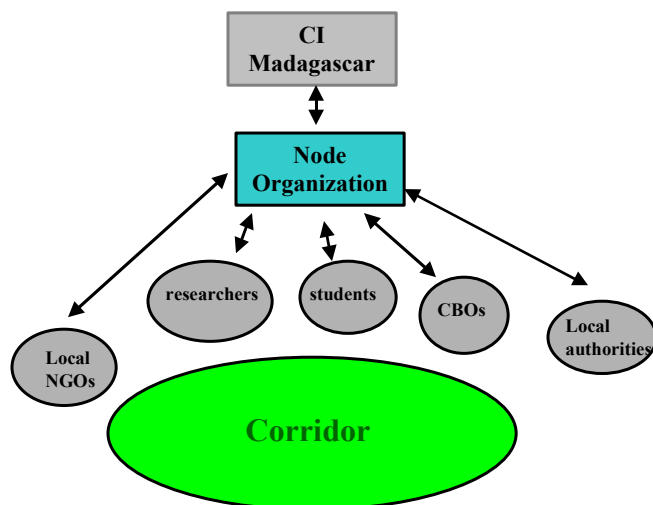 CI
Madagascar
Node
Organization
researchers
students
CBOs
Local
authorities
Local
NGOs
Corridor